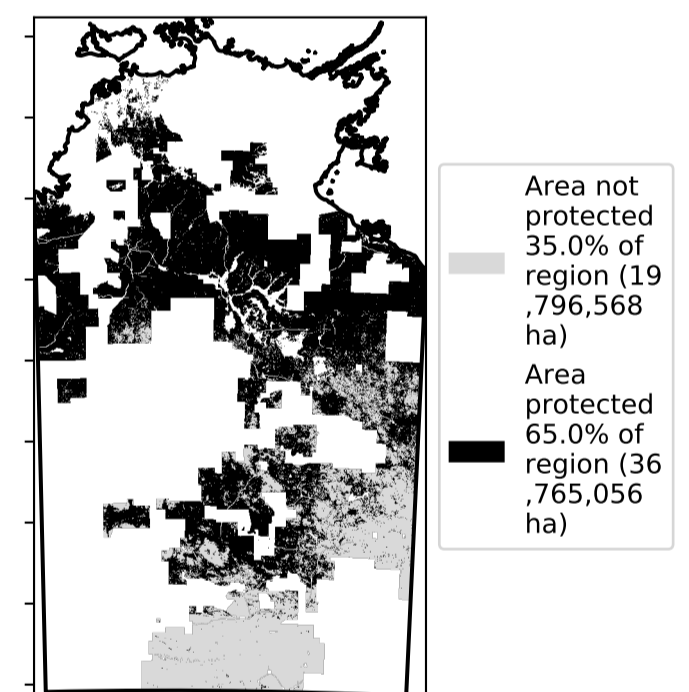 Area not
protected
35.0% of
region (19
,796,568
ha)
Area
protected
65.0% of
region (36
,765,056
ha)